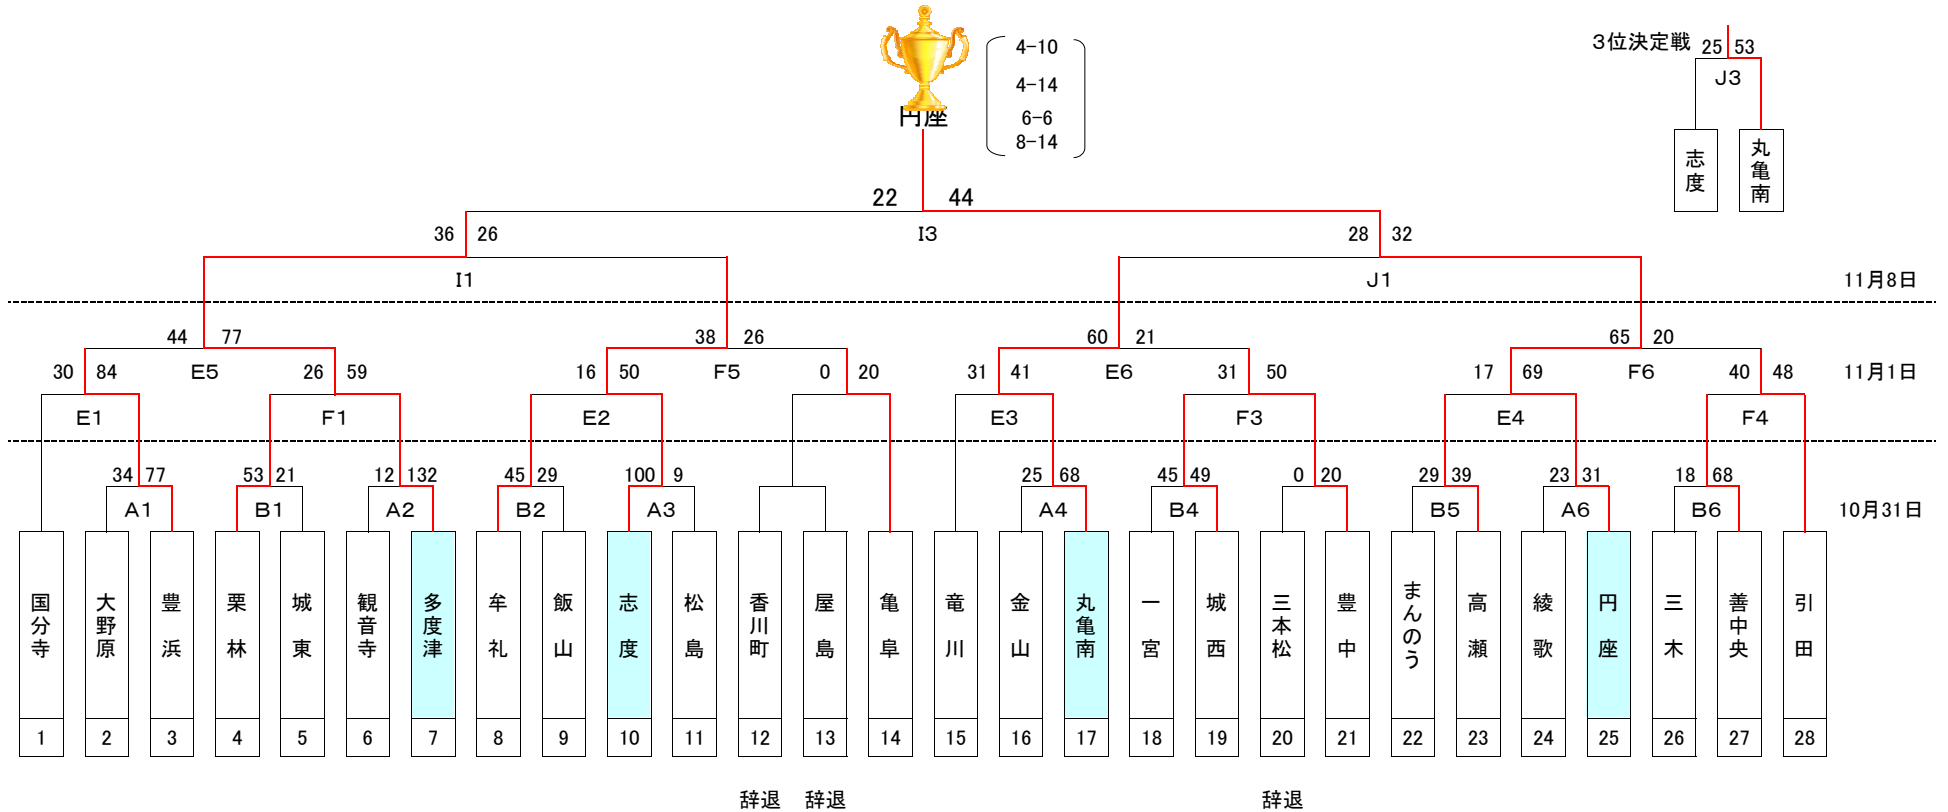 4-10
4-14
6-6
8-14
円座
3位決定戦 25 53
J3
志度 丸亀南
22 44
36 26 I3 28 32
I1 J1 11月8日
44 77 38 26 60 21 65 20
30 84 E5 26 59 16 50 F5 0 20 31 41 E6 31 50 17 69 F6 40 48 11月1日
E1 F1 E2 E3 F3 E4 F4
34 77 53 21 12 132 45 29 100 9 25 68 45 49 0 20 29 39 23 31 18 68
A1 B1 A2 B2 A3 A4 B4 B5 A6 B6 10月31日
国分寺 大野原 豊浜 栗林 城東 観音寺 多度津 牟礼 飯山 志度 松島 香川町 屋島 亀阜 竜川 金山 丸亀南 一宮 城西 三本松 豊中 まんのう 高瀬 綾歌 円座 三木 善中央 引田
1 2 3 4 5 6 7 8 9 10 11 12 13 14 15 16 17 18 19 20 21 22 23 24 25 26 27 28
辞退 辞退 辞退